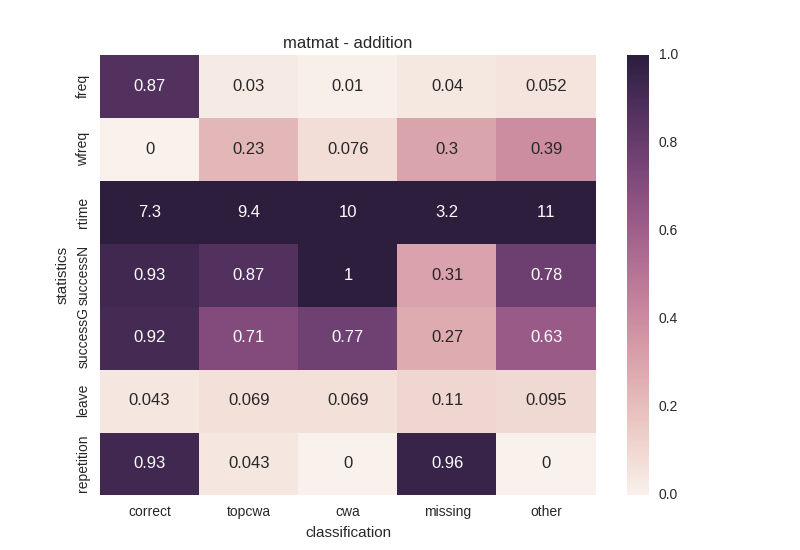 matmat - addition
freq 0.87 0.03 0.01 0.04 0.052
wfreq 0 0.23 0.076 0.3 0.39
rtime 7.3 9.4 10 3.2 11
successN 0.93 0.87 1 0.31 0.78
successG 0.92 0.71 0.77 0.27 0.63
leave 0.043 0.069 0.069 0.11 0.095
repetition 0.93 0.043 0 0.96 0
statistics
correct topcwa cwa missing other
classification
1.0
0.8
0.6
0.4
0.2
0.0